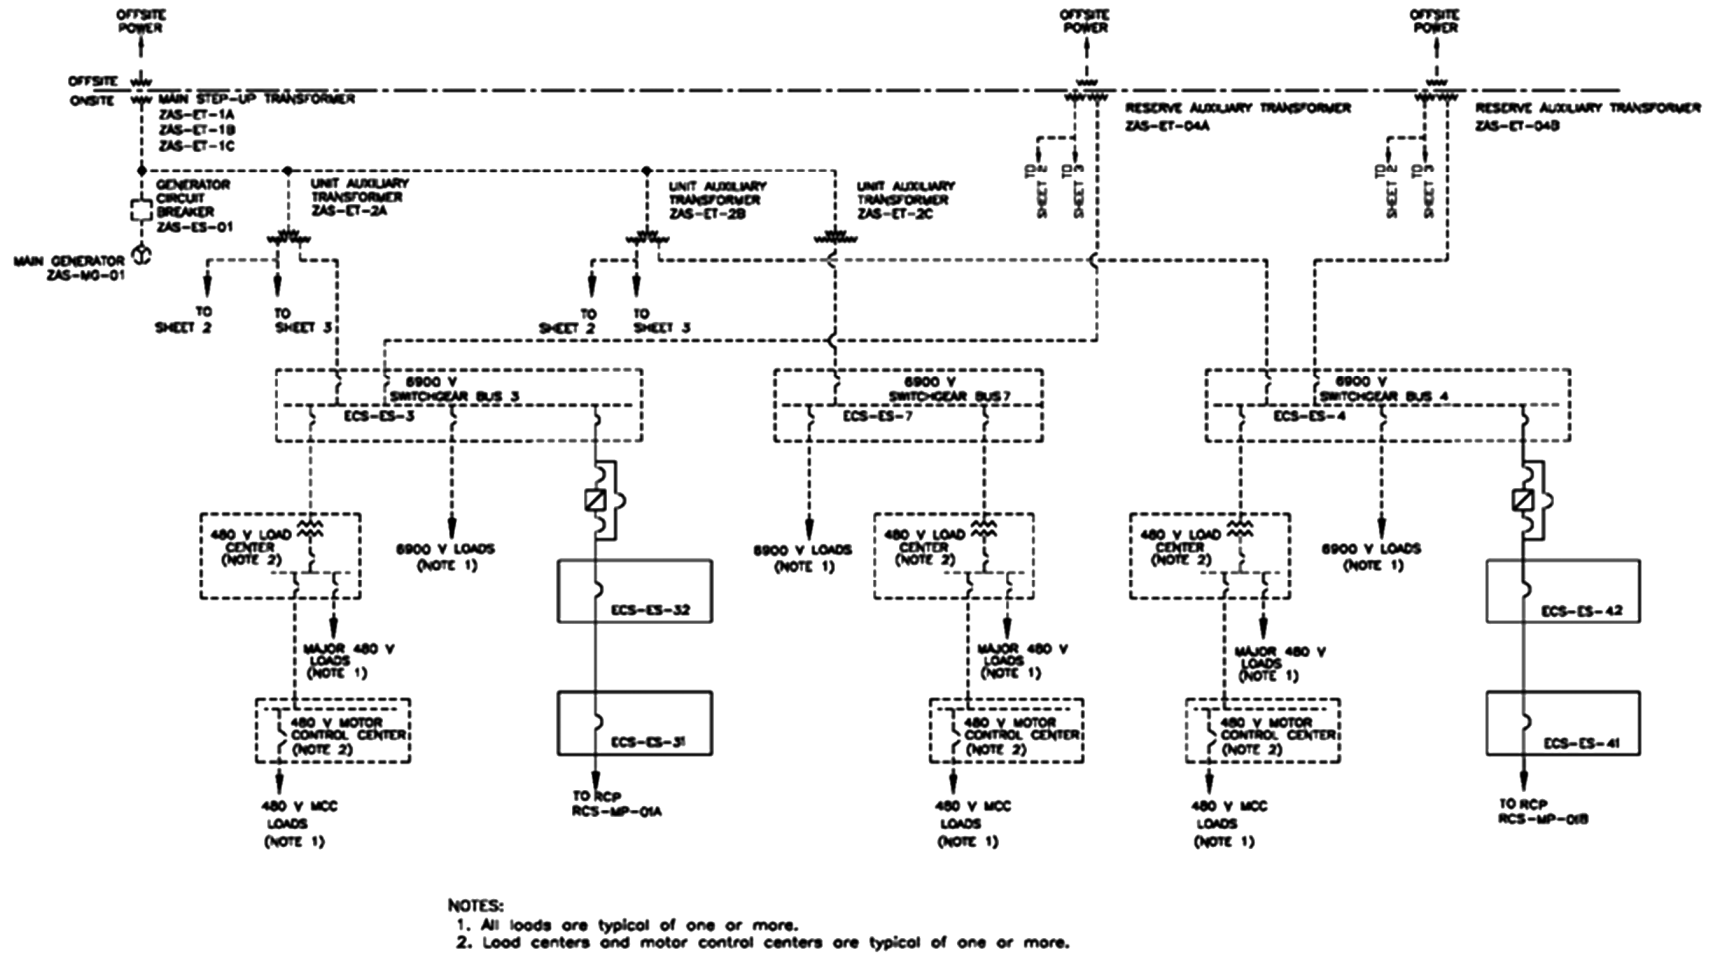 OFFSITE
POWER
OFFSITE
POWER
OFFSITE
POWER
OFFSITE
ONSITE
MAIN STEP-UP TRANSFORMER
ZAS-ET-1A
ZAS-ET-1B
ZAS-ET-1C
RESERVE AUXILIARY TRANSFORMER
ZAS-ET-04A
RESERVE AUXILIARY TRANSFORMER
ZAS-ET-04B
TO
SHEET 2
TO
SHEET 3
TO
SHEET 2
TO
SHEET 3
GENERATOR
CIRCUIT
BREAKER
ZAS-ES-01
UNIT AUXILIARY
TRANSFORMER
ZAS-ET-2A
UNIT AUXILIARY
TRANSFORMER
ZAS-ET-2B
UNIT AUXILIARY
TRANSFORMER
ZAS-ET-2C
MAIN GENERATOR
ZAS-MG-01
TO
SHEET 2
TO
SHEET 3
TO
SHEET 2
TO
SHEET 3
6900 V
SWITCHGEAR BUS 3
ECS-ES-3
6900 V
SWITCHGEAR BUS7
ECS-ES-7
6900 V
SWITCHGEAR BUS 4
ECS-ES-4
480 V LOAD
CENTER
(NOTE 2)
6900 V LOADS
(NOTE 1)
6900 V LOADS
(NOTE 1)
480 V LOAD
CENTER
(NOTE 2)
480 V LOAD
CENTER
(NOTE 2)
6900 V LOADS
(NOTE 1)
ECS-ES-32
ECS-ES-42
MAJOR 480 V
LOADS
(NOTE 1)
MAJOR 480 V
LOADS
(NOTE 1)
MAJOR 480 V
LOADS
(NOTE 1)
480 V MOTOR
CONTROL CENTER
(NOTE 2)
ECS-ES-31
480 V MOTOR
CONTROL CENTER
(NOTE 2)
480 V MOTOR
CONTROL CENTER
(NOTE 2)
ECS-ES-41
480 V MCC
LOADS
(NOTE 1)
TO RCP
RCS-MP-01A
480 V MCC
LOADS
(NOTE 1)
480 V MCC
LOADS
(NOTE 1)
TO RCP
RCS-MP-01B
NOTES:
1. All loads are typical of one or more.
2. Load centers and motor control centers are typical of one or more.